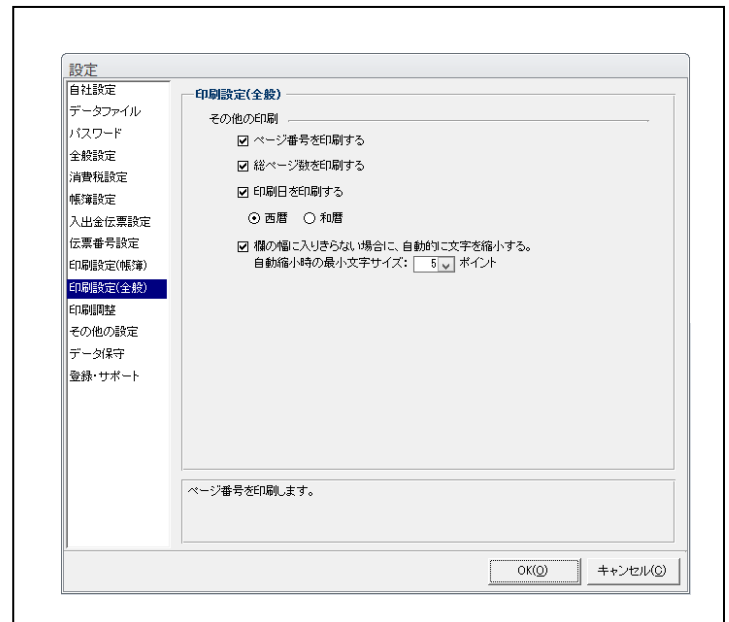 設定
自社設定
データファイル
パスワード
全般設定
消費税設定
帳簿設定
入出金伝票設定
伝票番号設定
印刷設定(帳簿)
印刷設定(全般)
印刷調整
その他の設定
データ保守
登録・サポート
印刷設定(全般)
その他の印刷
ページ番号を印刷する
総ページ数を印刷する
印刷日を印刷する
西暦 和暦
欄の幅に入りきらない場合に、自動的に文字を縮小する。
自動縮小時の最小文字サイズ: 5 ポイント
ページ番号を印刷します。
OK(O) キャンセル(C)